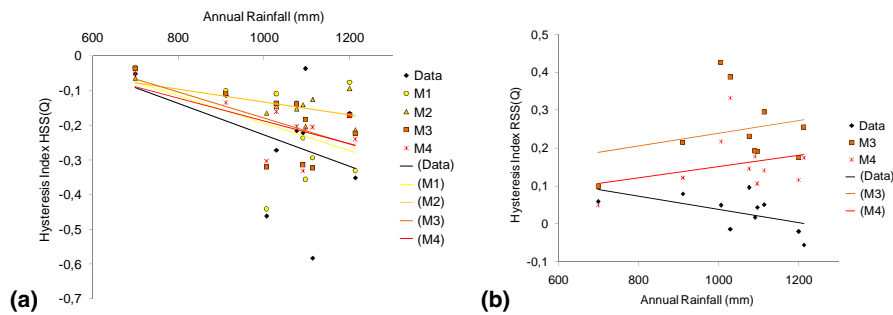 Annual Rainfall (mm)
600 800 1000 1200
0
-0,1
-0,2
-0,3
-0,4
-0,5
-0,6
-0,7
Hysteresis Index HSS(Q)
Data
M1
M2
M3
M4
(Data)
(M1)
(M2)
(M3)
(M4)
(a)
0,5
0,4
0,3
0,2
0,1
0
-0,1
Hysteresis Index RSS(Q)
600 800 1000 1200
Annual Rainfall (mm)
Data
M3
M4
(Data)
(M3)
(M4)
(b)